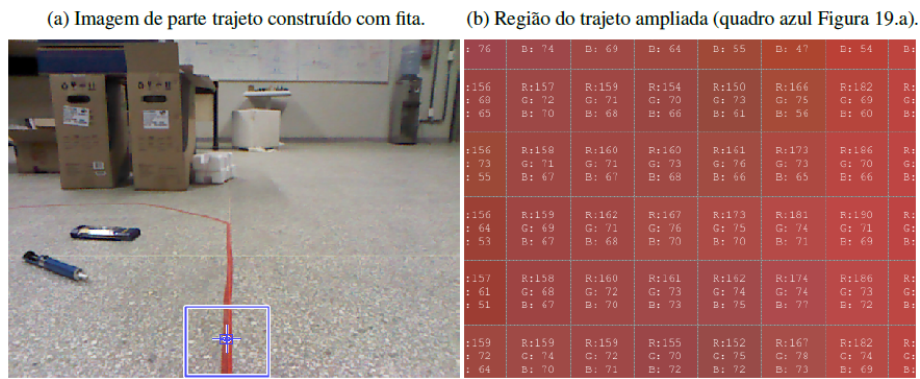 (a) Imagem de parte trajeto construído com fita.
(b) Região do trajeto ampliada (quadro azul Figura 19.a).
: 76 B: 74 B: 69 B: 64 B: 55 B: 47 B: 54 B:
:156 R:157 R:159 R:154 R:150 R:166 R:182 R:
: 68 G: 72 G: 71 G: 70 G: 73 G: 75 G: 69 G:
: 65 B: 70 B: 68 B: 66 B: 61 B: 56 B: 60 B:
:156 R:158 R:160 R:160 R:161 R:173 R:186 R:
: 73 G: 71 G: 71 G: 73 G: 76 G: 73 G: 70 G:
: 55 B: 67 B: 67 B: 68 B: 66 B: 65 B: 66 B:
:156 R:159 R:162 R:167 R:173 R:181 R:190 R:
: 64 G: 69 G: 71 G: 76 G: 75 G: 74 G: 71 G:
: 53 B: 67 B: 68 B: 70 B: 70 B: 71 B: 69 B:
:157 R:158 R:160 R:161 R:162 R:174 R:186 R:
: 61 G: 68 G: 72 G: 73 G: 74 G: 74 G: 73 G:
: 51 B: 67 B: 70 B: 73 B: 75 B: 77 B: 72 B:
:159 R:159 R:159 R:155 R:152 R:167 R:182 R:
: 72 G: 74 G: 72 G: 70 G: 75 G: 78 G: 74 G:
: 64 B: 70 B: 71 B: 72 B: 72 B: 73 B: 69 B: